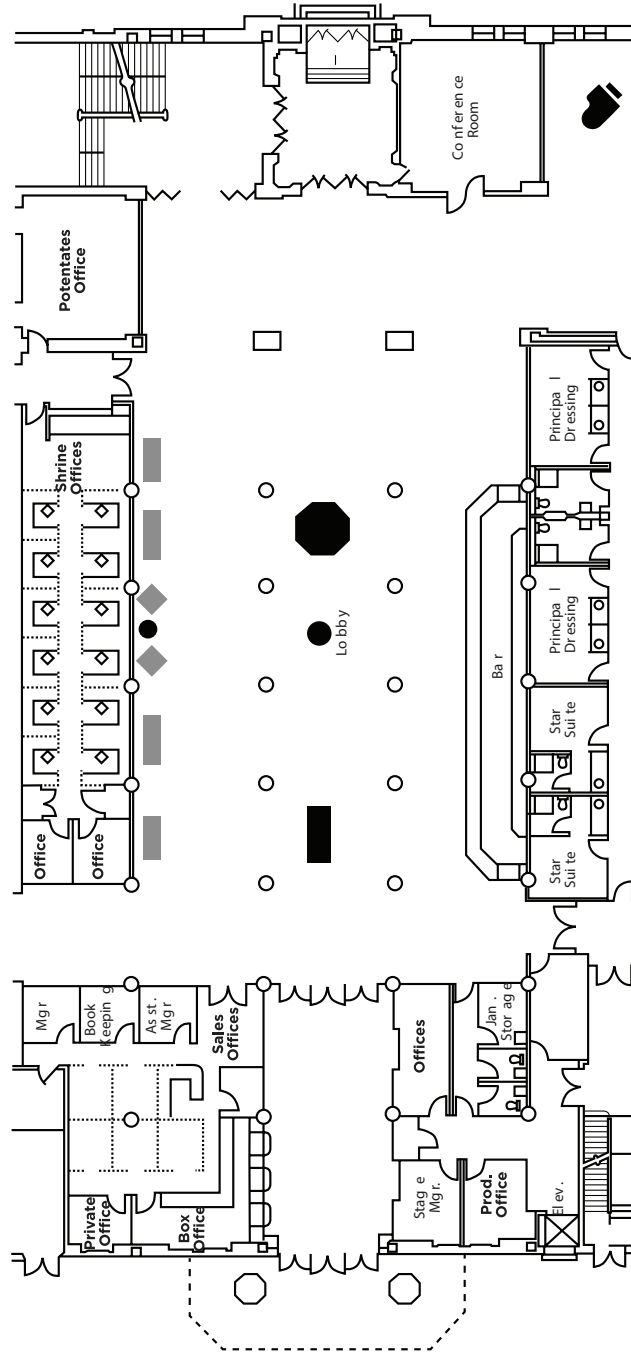 Conference
Room
Potentates
Office
Principal
Dressing
Shrine
Offices
Lobby
Bar
Principal
Dressing
Star
Suite
Office
Office
Star
Suite
Mgr
Book
Keeping
Asst.
Mgr
Sales
Offices
Offices
Jan.
Storage
Private
Office
Box
Office
Stage
Mgr.
Prod.
Office
Elev.